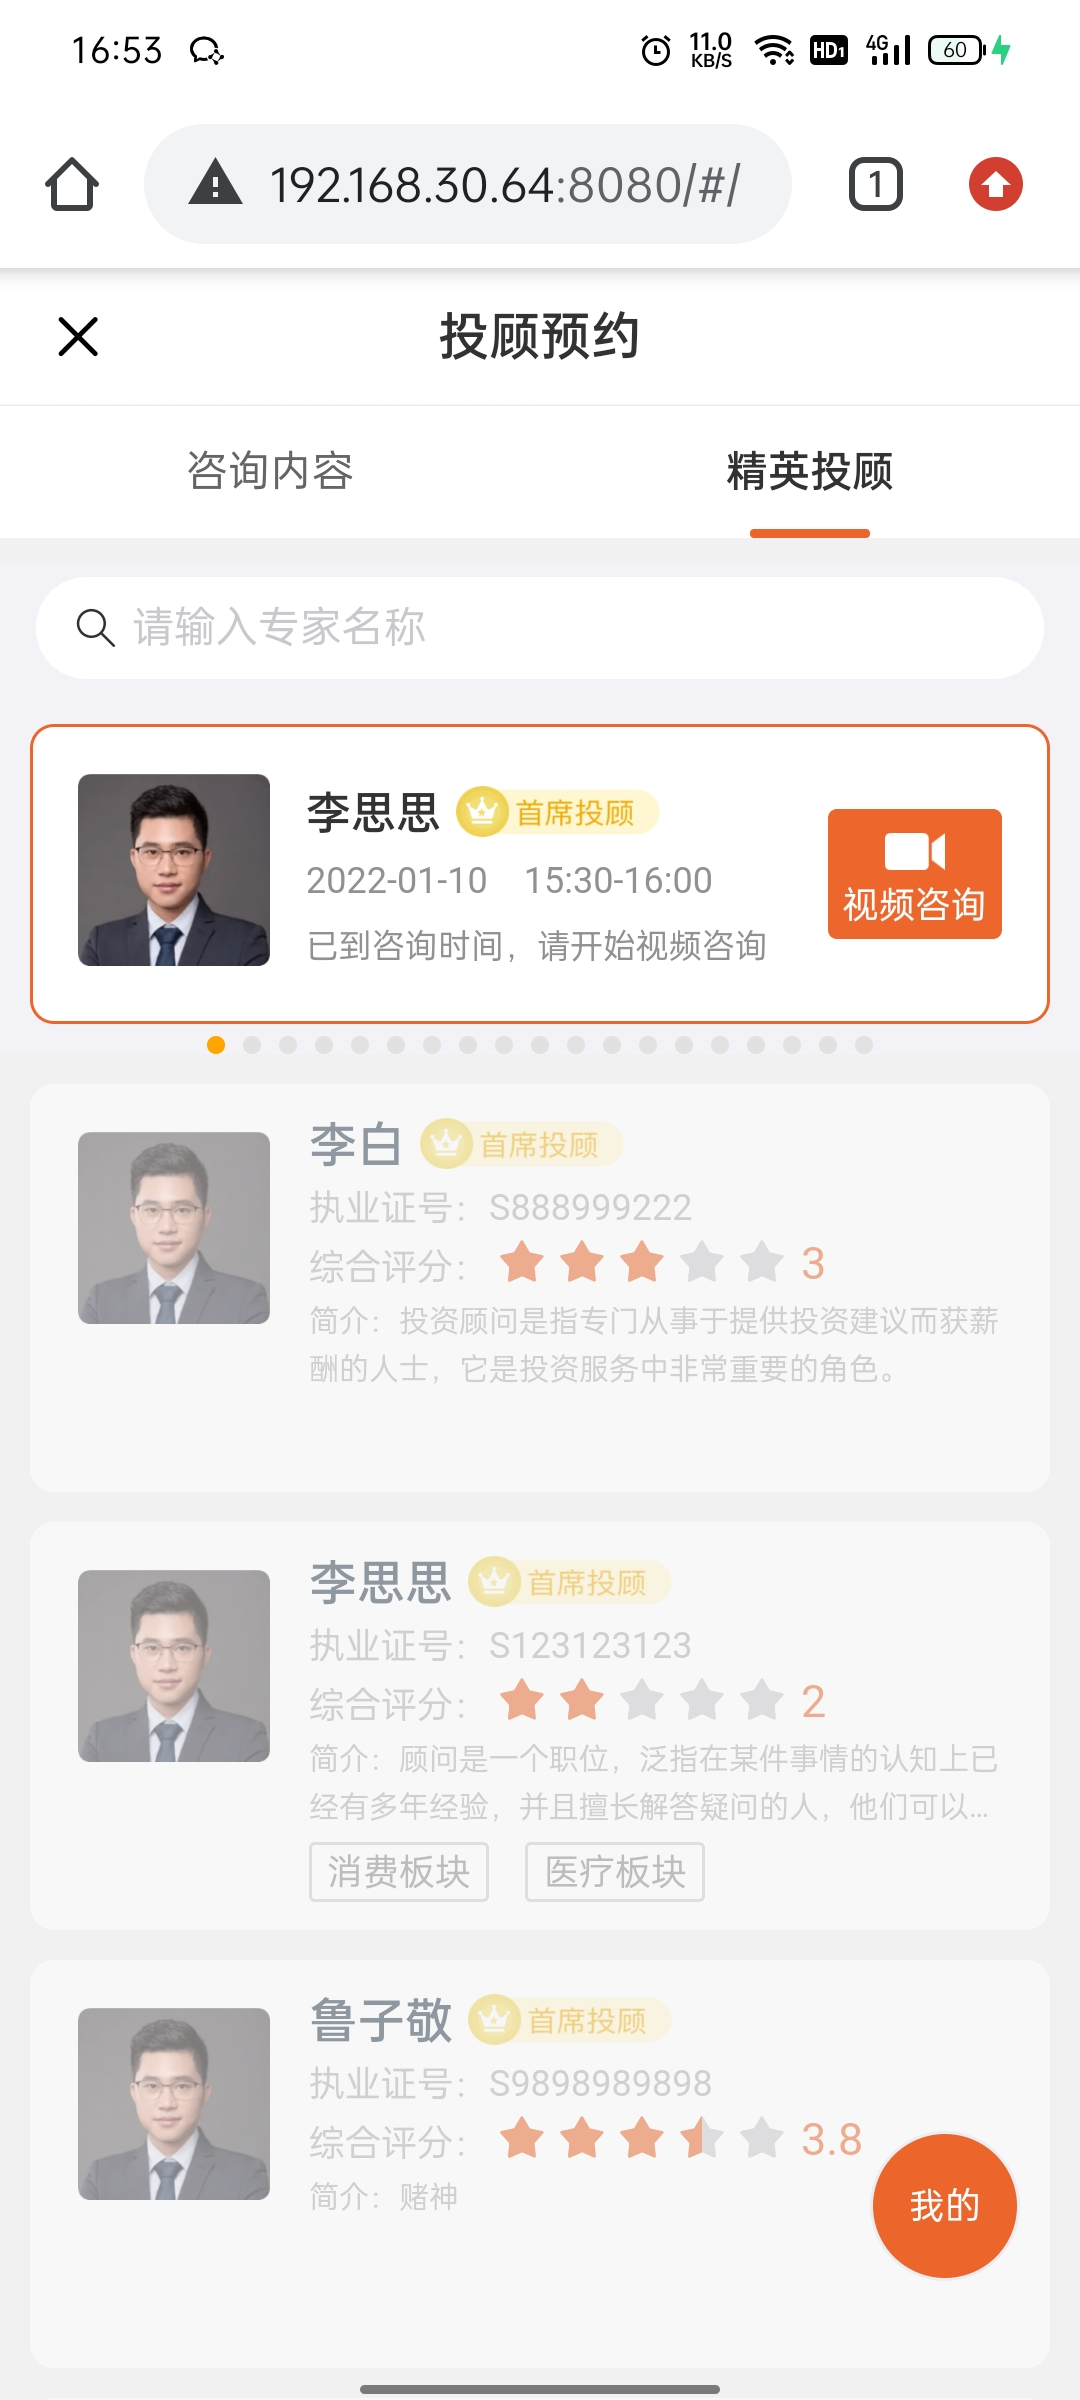 16:53
11.0
KB/S
HD1
4G
60
192.168.30.64:8080/#/
1
投顾预约
咨询内容
精英投顾
请输入专家名称
李思思
首席投顾
2022-01-10 15:30-16:00
已到咨询时间，请开始视频咨询
视频咨询
李白
首席投顾
执业证号：S888999222
综合评分： 3
简介：投资顾问是指专门从事于提供投资建议而获薪
酬的人士，它是投资服务中非常重要的角色。
李思思
首席投顾
执业证号：S123123123
综合评分： 2
简介：顾问是一个职位，泛指在某件事情的认知上已
经有多年经验，并且擅长解答疑问的人，他们可以...
消费板块
医疗板块
鲁子敬
首席投顾
执业证号：S9898989898
综合评分： 3.8
简介：赌神
我的